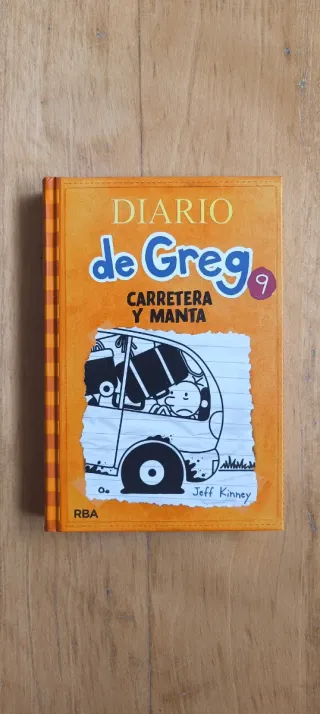 DIARIO
de Greg
9
CARRETERA
Y MANTA
Jeff Kinney
RBA